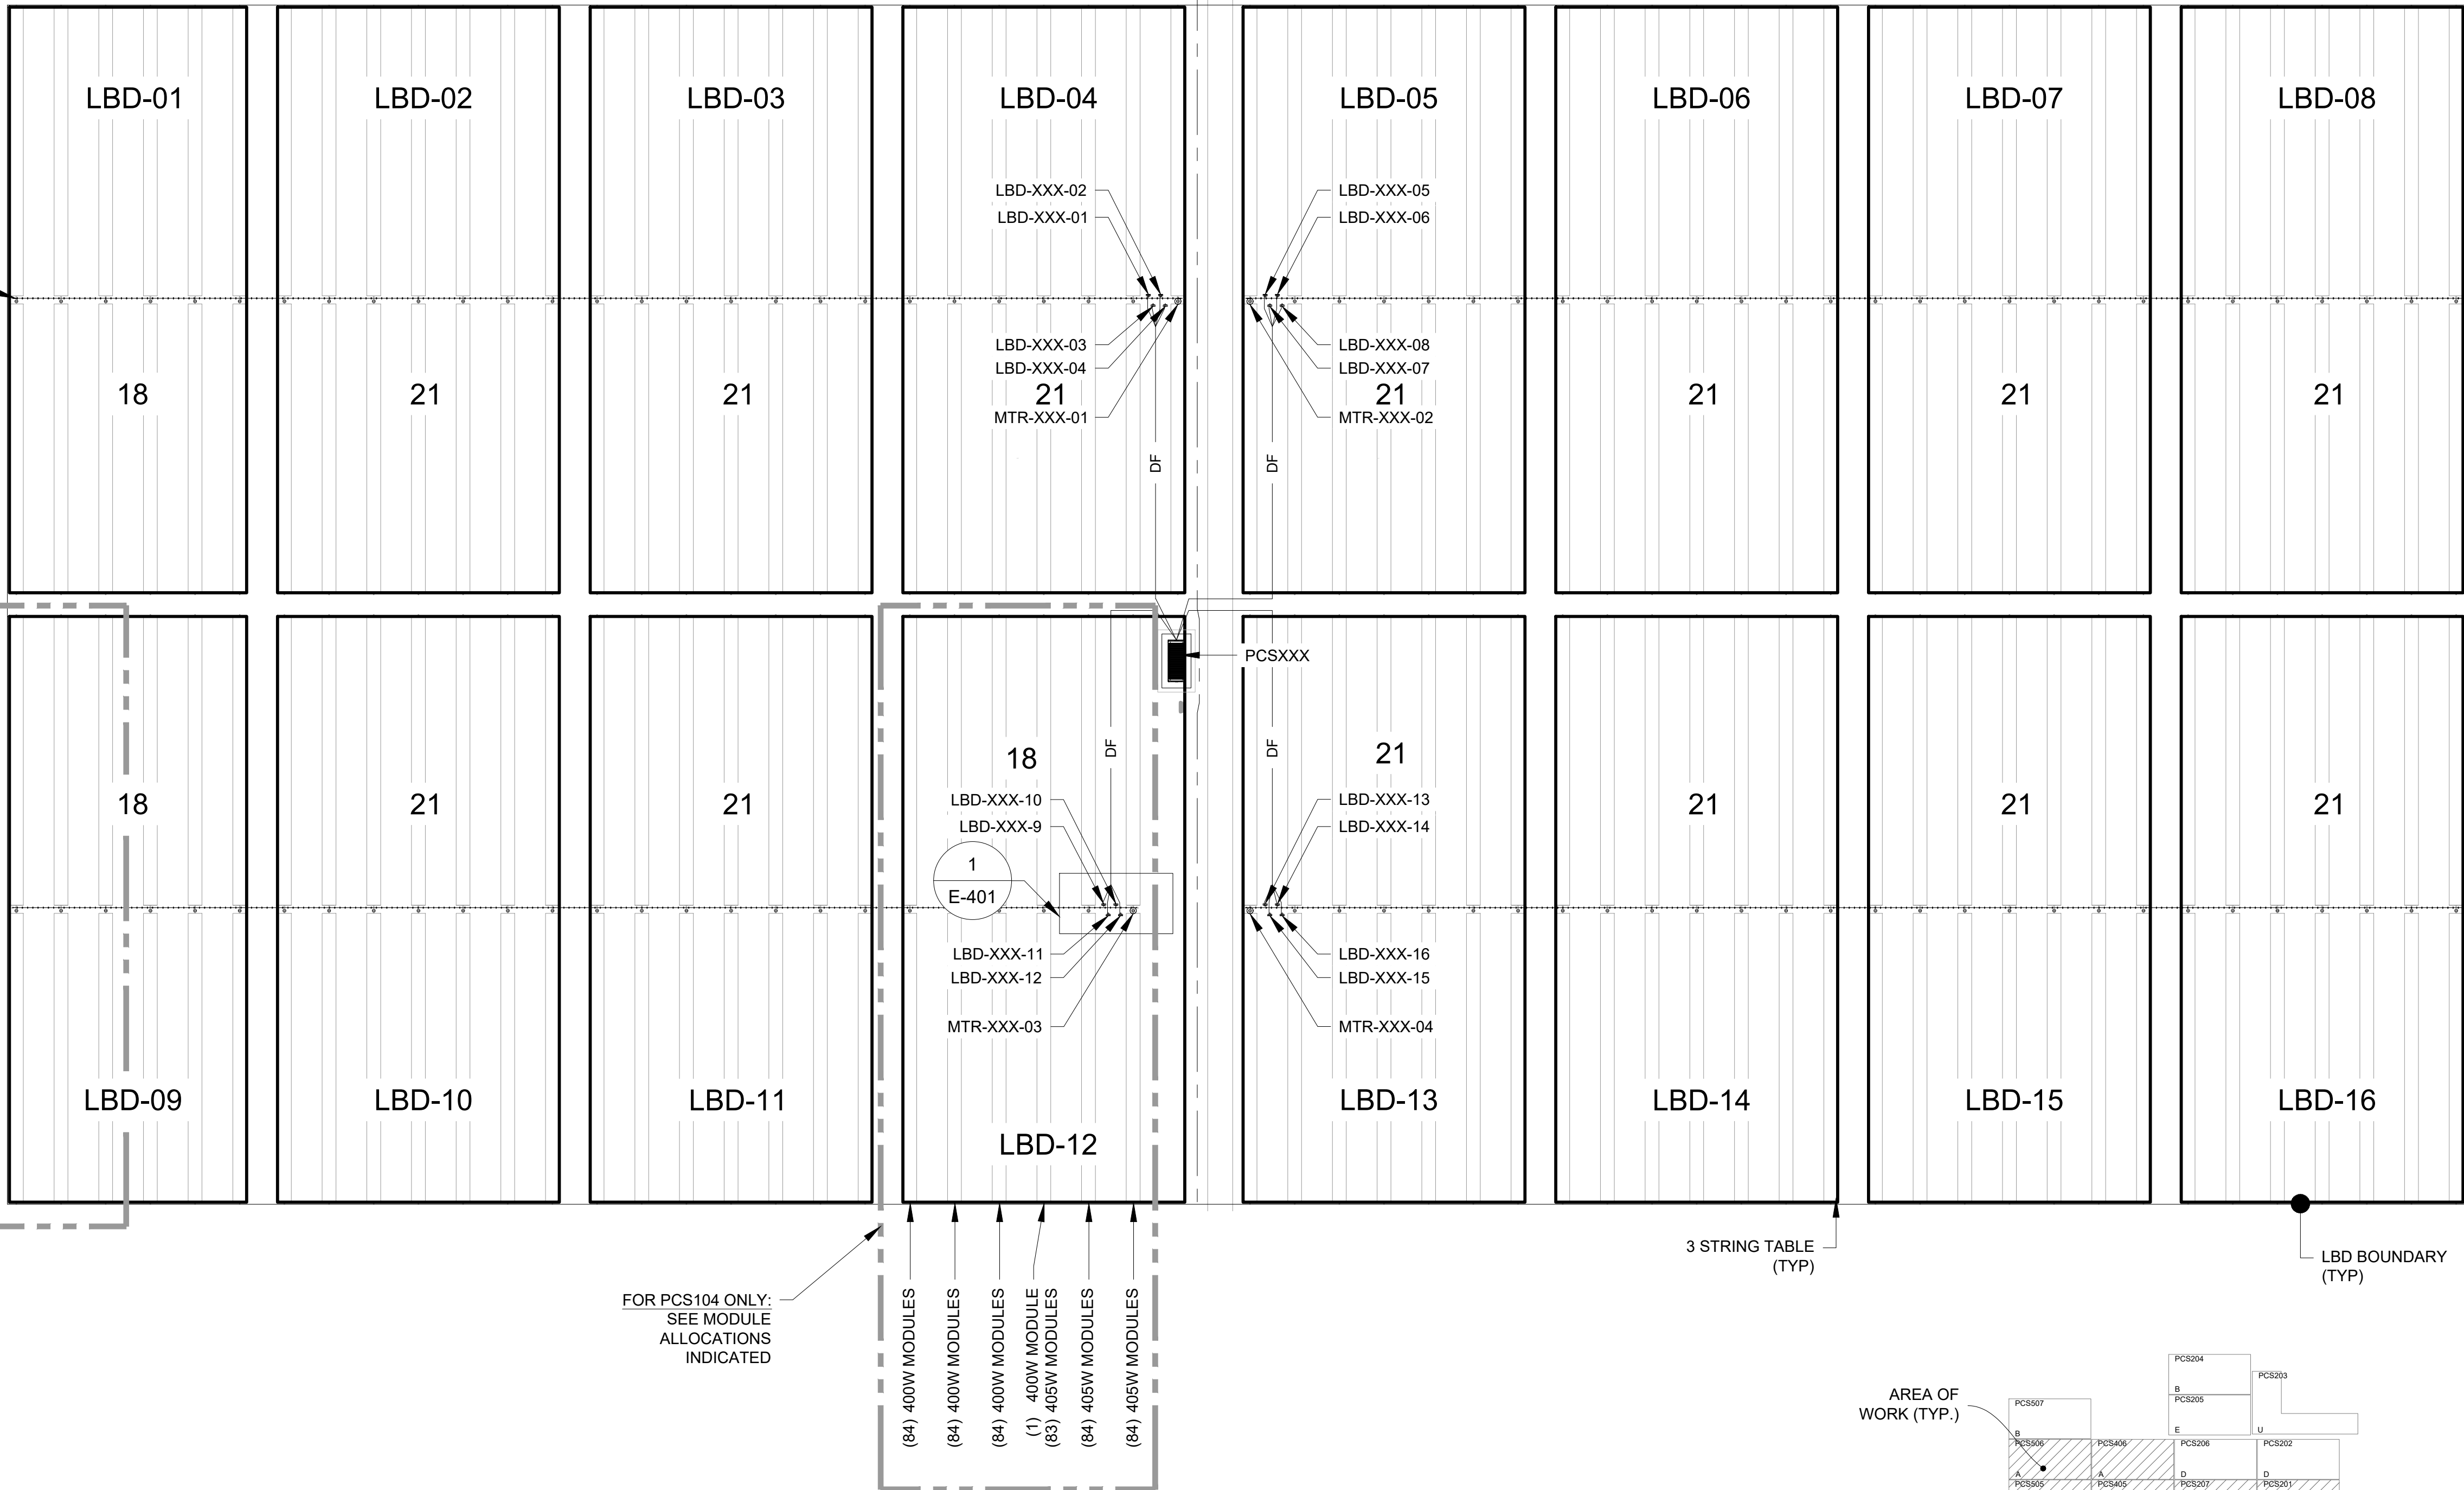 LBD-01
LBD-02
LBD-03
LBD-04
LBD-05
LBD-06
LBD-07
LBD-08
LBD-XXX-02
LBD-XXX-01
LBD-XXX-05
LBD-XXX-06
LBD-XXX-03
LBD-XXX-04
MTR-XXX-01
LBD-XXX-08
LBD-XXX-07
MTR-XXX-02
18
21
21
21
21
21
21
21
DF
DF
PCSXXX
DF
DF
18
21
21
18
21
21
21
21
LBD-XXX-10
LBD-XXX-9
1
E-401
LBD-XXX-11
LBD-XXX-12
MTR-XXX-03
LBD-XXX-13
LBD-XXX-14
LBD-XXX-16
LBD-XXX-15
MTR-XXX-04
LBD-09
LBD-10
LBD-11
LBD-12
LBD-13
LBD-14
LBD-15
LBD-16
FOR PCS104 ONLY:
SEE MODULE
ALLOCATIONS
INDICATED
(84) 400W MODULES
(84) 400W MODULES
(84) 400W MODULES
(1) 400W MODULE
(83) 405W MODULES
(84) 405W MODULES
(84) 405W MODULES
3 STRING TABLE
(TYP)
LBD BOUNDARY
(TYP)
AREA OF
WORK (TYP.)
PCS204
B
PCS203
U
PCS205
E
PCS507
B
PCS506
A
PCS406
A
PCS206
D
PCS202
D
PCS505
PCS405
PCS207
PCS201